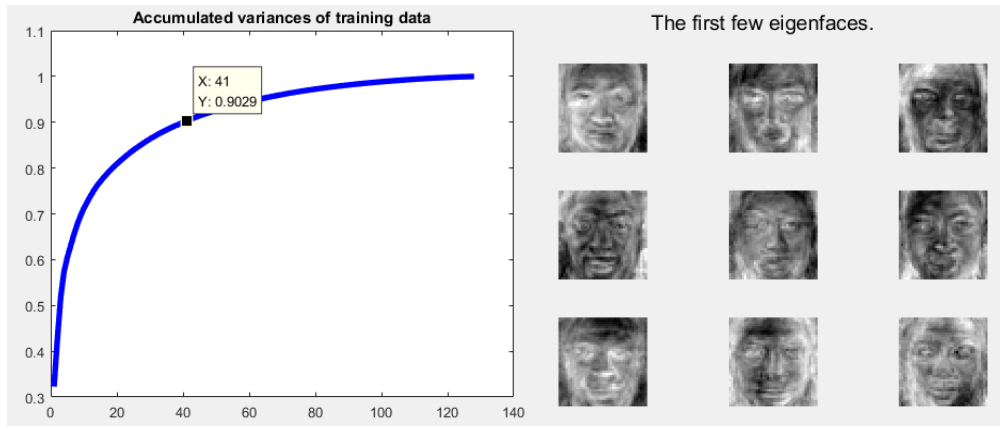 Accumulated variances of training data
1.1
1
0.9
0.8
0.7
0.6
0.5
0.4
0.3
X: 41
Y: 0.9029
0 20 40 60 80 100 120 140
The first few eigenfaces.